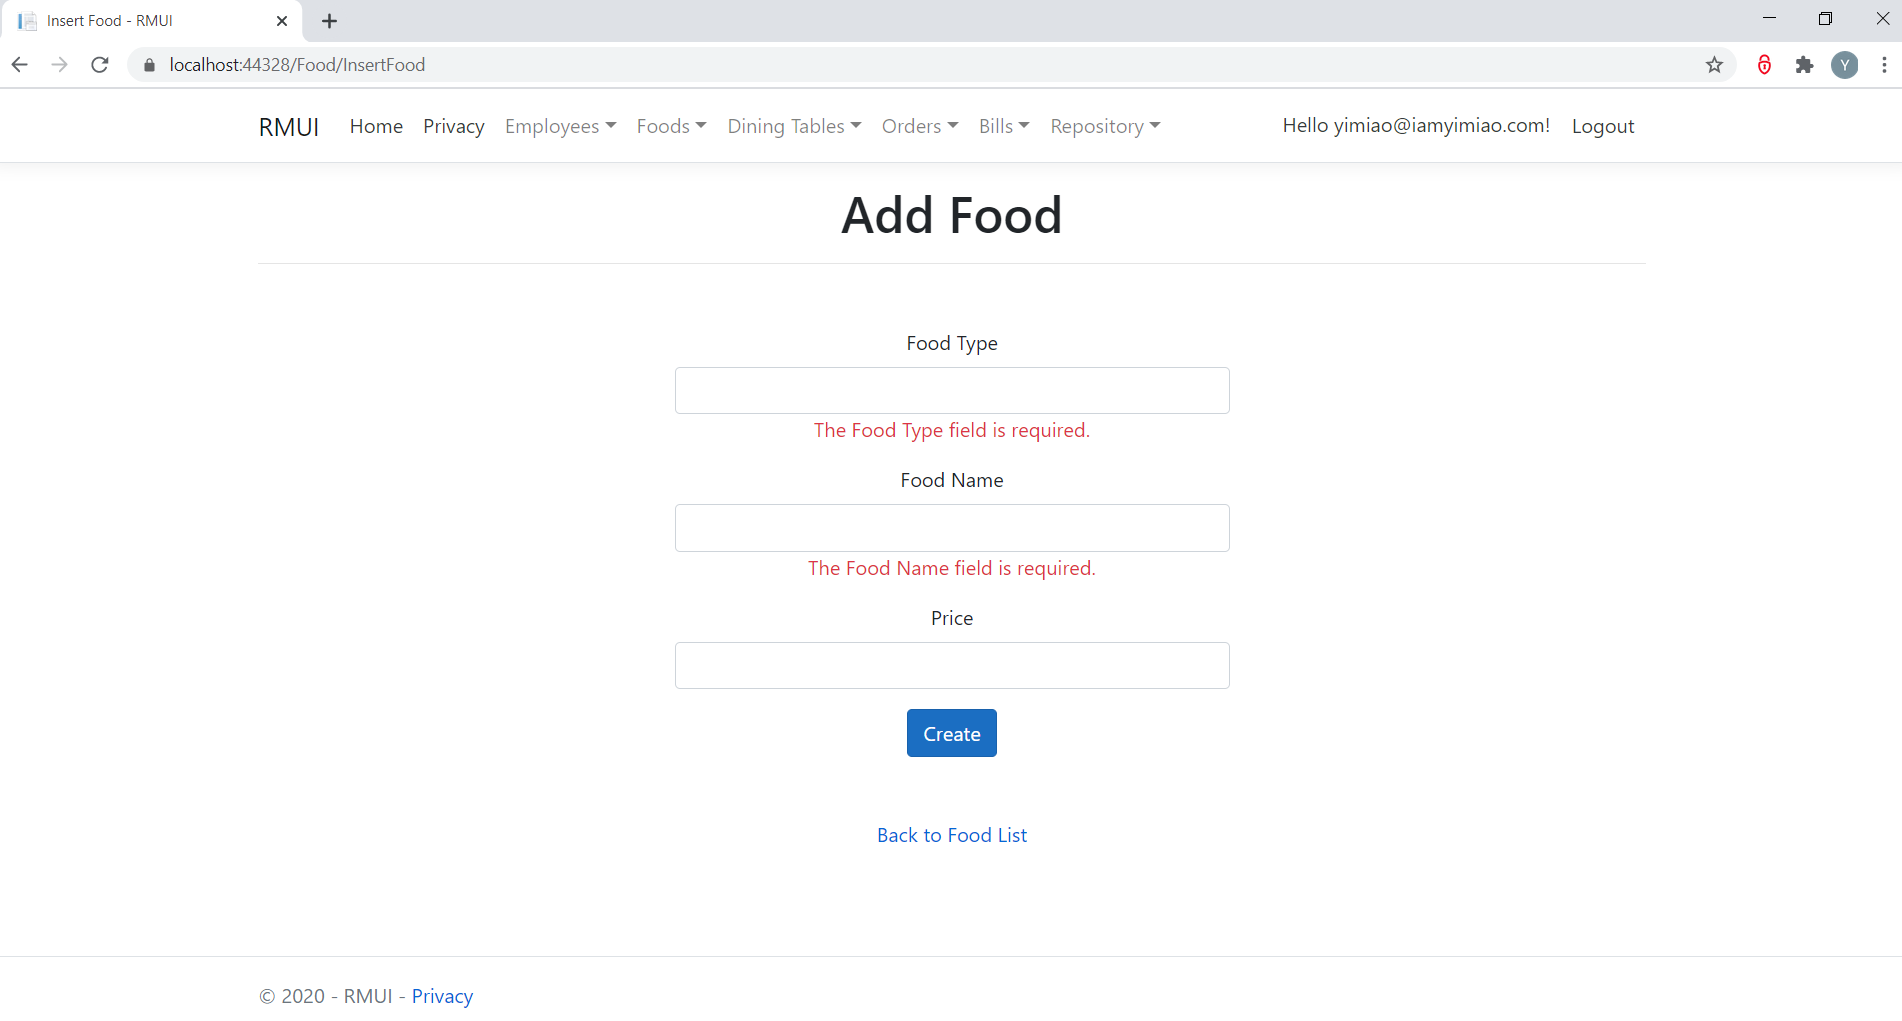 Insert Food - RMUI
localhost:44328/Food/InsertFood
Y
RMUI Home Privacy Employees Foods Dining Tables Orders Bills Repository Hello yimiao@iamyimiao.com! Logout
Add Food
Food Type
The Food Type field is required.
Food Name
The Food Name field is required.
Price
Create
Back to Food List
© 2020 - RMUI - Privacy